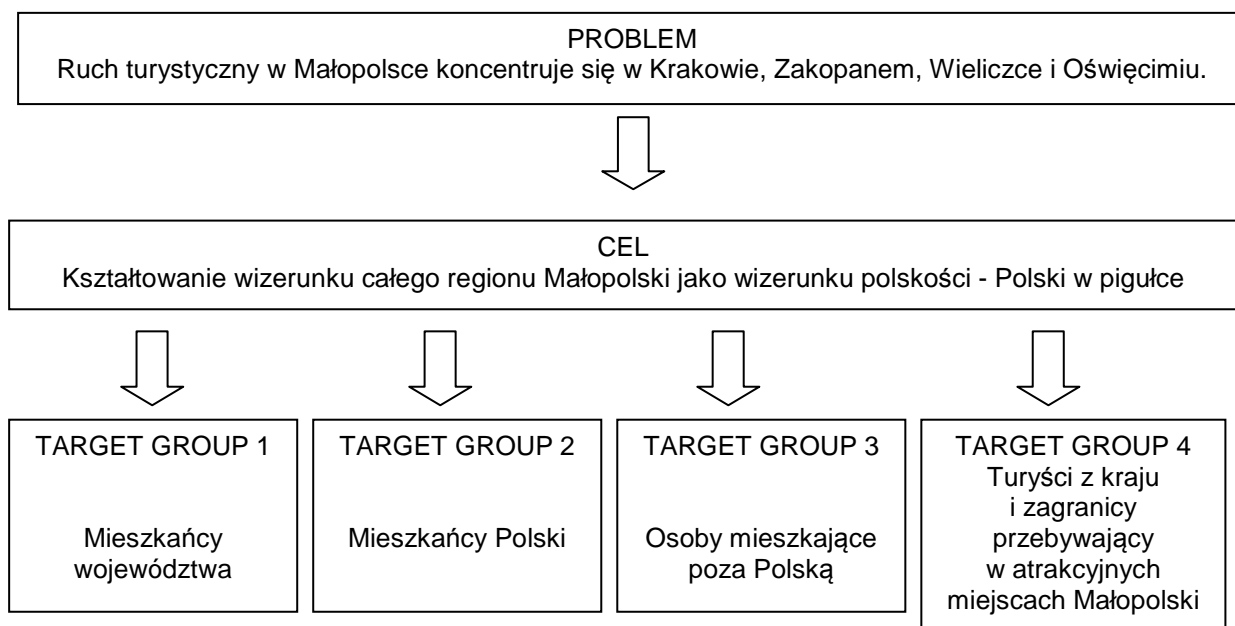 PROBLEM
Ruch turystyczny w Małopolsce koncentruje się w Krakowie, Zakopanem, Wieliczce i Oświęcimiu.
CEL
Kształtowanie wizerunku całego regionu Małopolski jako wizerunku polskości - Polski w pigułce
TARGET GROUP 1
Mieszkańcy
województwa
TARGET GROUP 2
Mieszkańcy Polski
TARGET GROUP 3
Osoby mieszkające
poza Polską
TARGET GROUP 4
Turyści z kraju
i zagranicy
przebywający
w atrakcyjnych
miejscach Małopolski